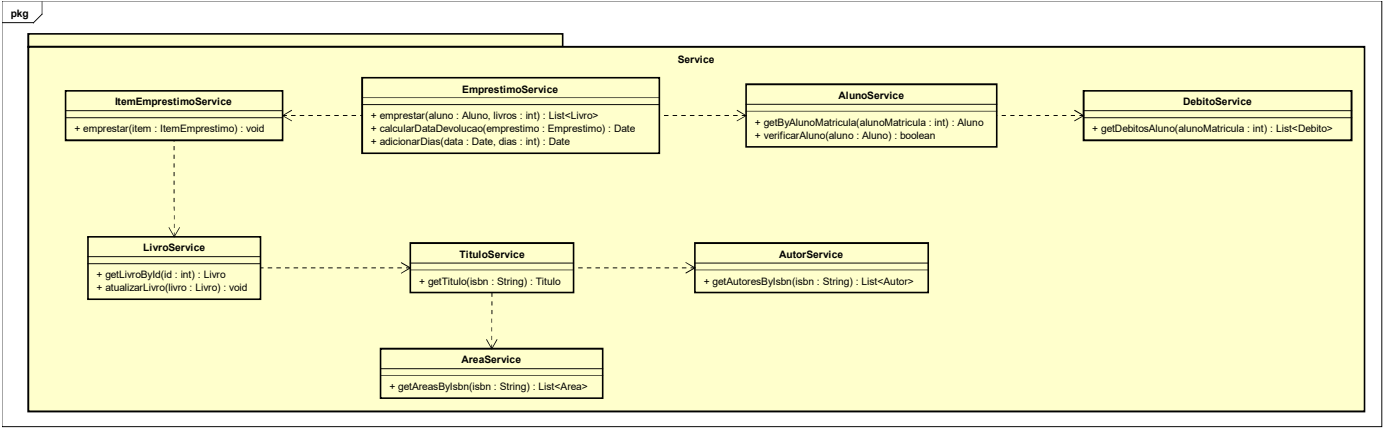 pkg
Service
ItemEmprestimoService
+ emprestar(item : ItemEmprestimo) : void
EmprestimoService
+ emprestar(aluno : Aluno, livros : int) : List<Livro>
+ calcularDataDevolucao(emprestimo : Emprestimo) : Date
+ adicionarDias(data : Date, dias : int) : Date
AlunoService
+ getByAlunoMatricula(alunoMatricula : int) : Aluno
+ verificarAluno(aluno : Aluno) : boolean
DebitoService
+ getDebitosAluno(alunoMatricula : int) : List<Debito>
LivroService
+ getLivroById(id : int) : Livro
+ atualizarLivro(livro : Livro) : void
TituloService
+ getTitulo(isbn : String) : Titulo
AutorService
+ getAutoresByIsbn(isbn : String) : List<Autor>
AreaService
+ getAreasByIsbn(isbn : String) : List<Area>